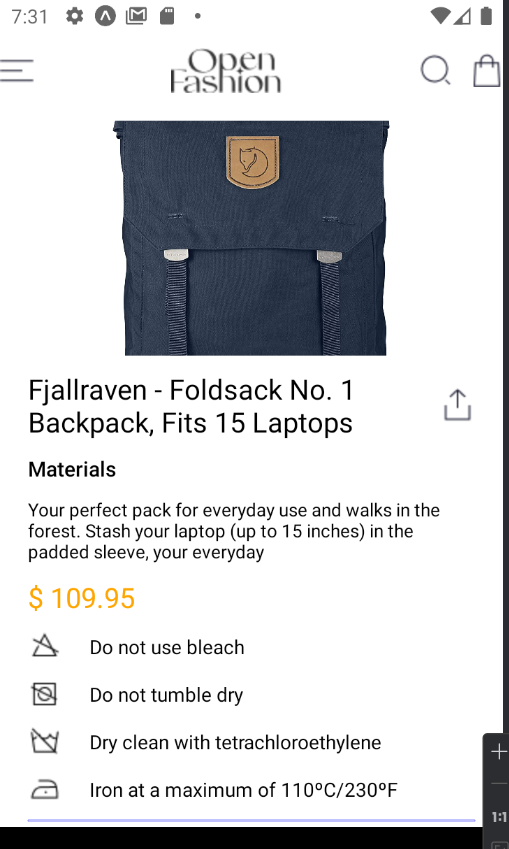 7:31
Open
Fashion
Fjallraven - Foldsack No. 1
Backpack, Fits 15 Laptops
Materials
Your perfect pack for everyday use and walks in the
forest. Stash your laptop (up to 15 inches) in the
padded sleeve, your everyday
$ 109.95
Do not use bleach
Do not tumble dry
Dry clean with tetrachloroethylene
Iron at a maximum of 110ºC/230ºF
1:1